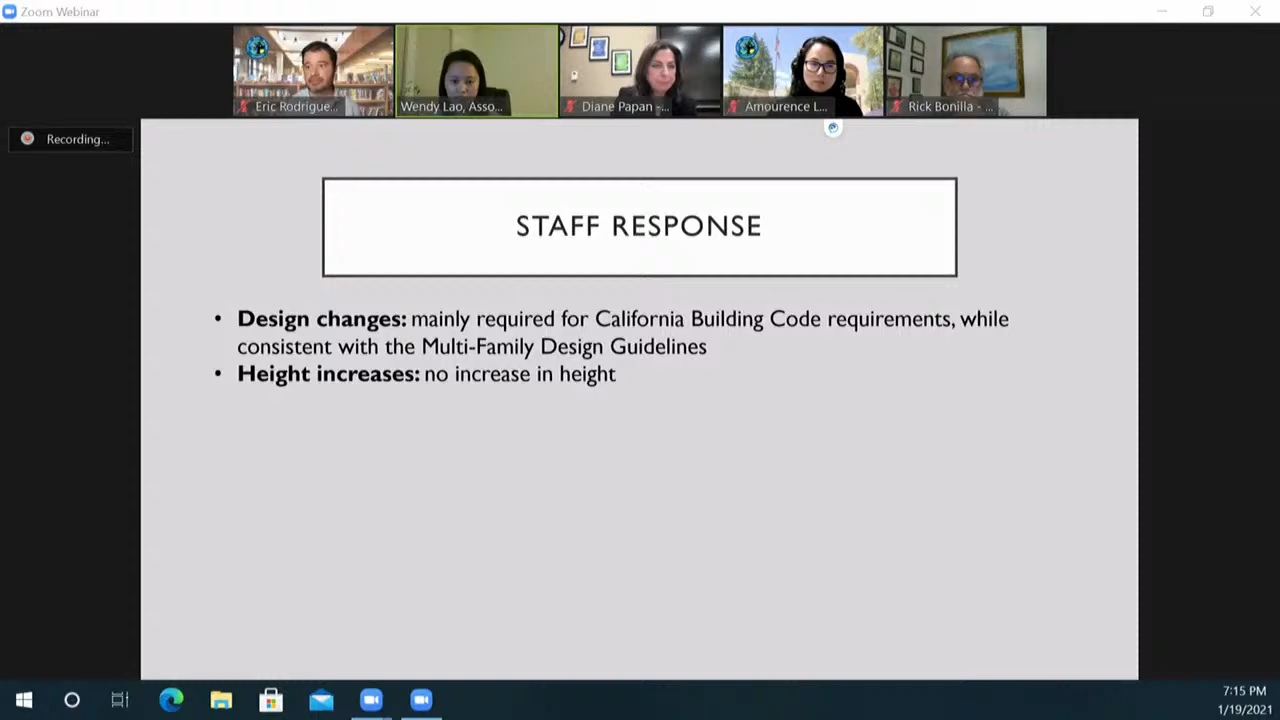 Zoom Webinar
Eric Rodrigue...
Wendy Lao, Asso...
Diane Papan -...
Amourence L...
Rick Bonilla - ...
Recording...
STAFF RESPONSE
• Design changes: mainly required for California Building Code requirements, while
consistent with the Multi-Family Design Guidelines
• Height increases: no increase in height
7:15 PM
1/19/2021